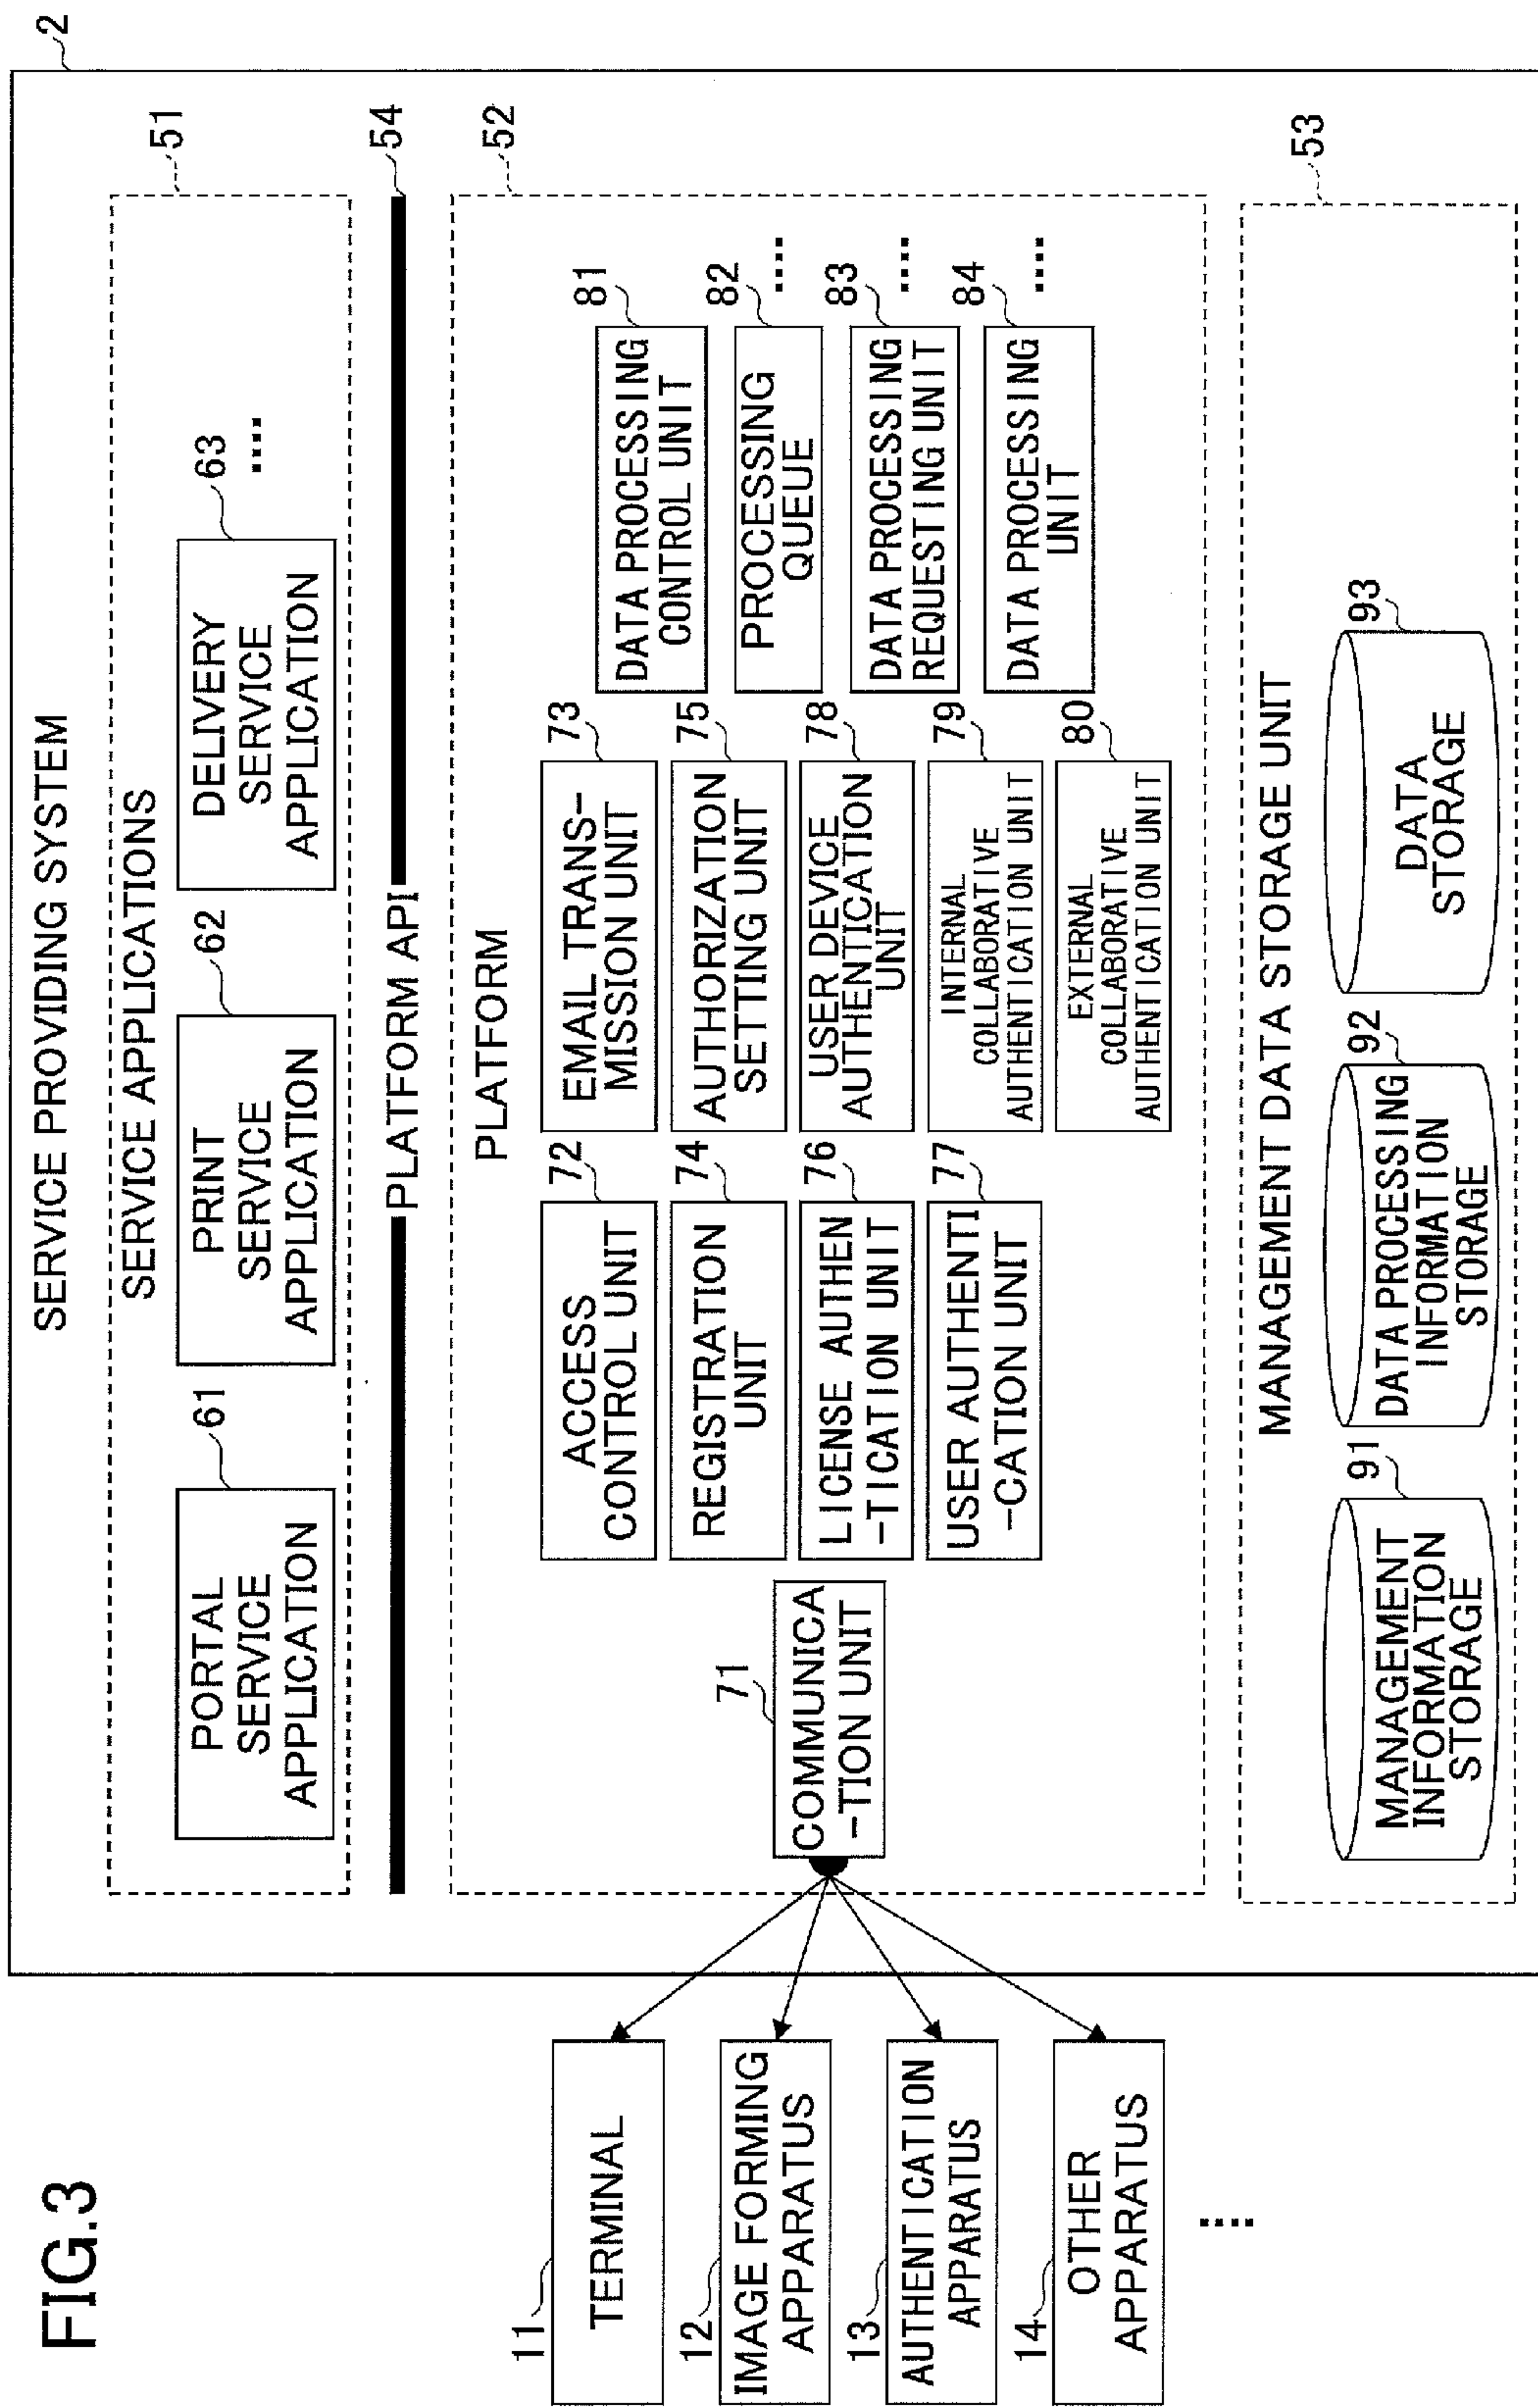 FIG.3
SERVICE PROVIDING SYSTEM
2
SERVICE APPLICATIONS
51
PORTAL
SERVICE
APPLICATION
61
PRINT
SERVICE
APPLICATION
62
DELIVERY
SERVICE
APPLICATION
63
....
PLATFORM API
54
PLATFORM
52
11
TERMINAL
12
IMAGE FORMING
APPARATUS
13
AUTHENTICATION
APPARATUS
14
OTHER
APPARATUS
....
71
COMMUNICA
-TION UNIT
72
ACCESS
CONTROL UNIT
73
EMAIL TRANS-
MISSION UNIT
74
REGISTRATION
UNIT
75
AUTHORIZATION
SETTING UNIT
76
LICENSE AUTHEN
-TICATION UNIT
78
USER DEVICE
AUTHENTICATION
UNIT
77
USER AUTHENTI
-CATION UNIT
79
INTERNAL
COLLABORATIVE
AUTHENTICATION UNIT
80
EXTERNAL
COLLABORATIVE
AUTHENTICATION UNIT
81
DATA PROCESSING
CONTROL UNIT
82
PROCESSING
QUEUE
....
83
DATA PROCESSING
REQUESTING UNIT
....
84
DATA PROCESSING
UNIT
....
MANAGEMENT DATA STORAGE UNIT
53
91
MANAGEMENT
INFORMATION
STORAGE
92
DATA PROCESSING
INFORMATION
STORAGE
93
DATA
STORAGE